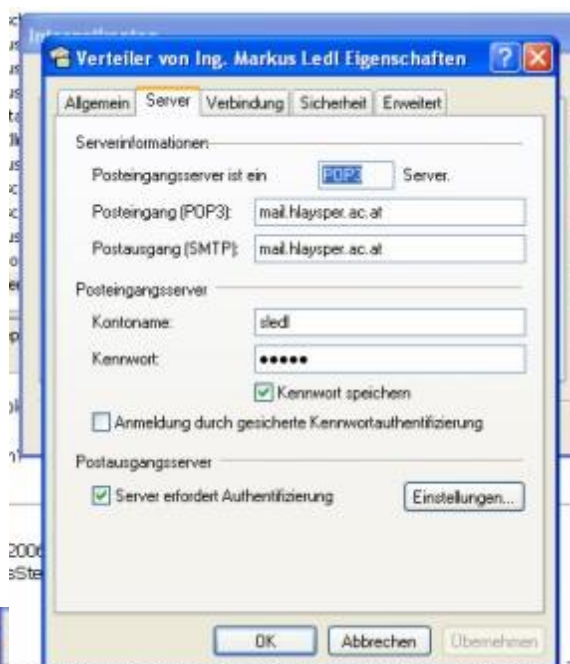 Verteiler von Ing. Markus Ledl Eigenschaften
Allgemein Server Verbindung Sicherheit Erweitert
Serverinformationen
Posteingangsserver ist ein POP3 Server.
Posteingang (POP3): mail.hlaysper.ac.at
Postausgang (SMTP): mail.hlaysper.ac.at
Posteingangsserver
Kontoname: sledl
Kennwort: •••••
Kennwort speichern
Anmeldung durch gesicherte Kennwortauthentifizierung
Postausgangsserver
Server erfordert Authentifizierung Einstellungen...
2006
OK Abbrechen Übernehmen